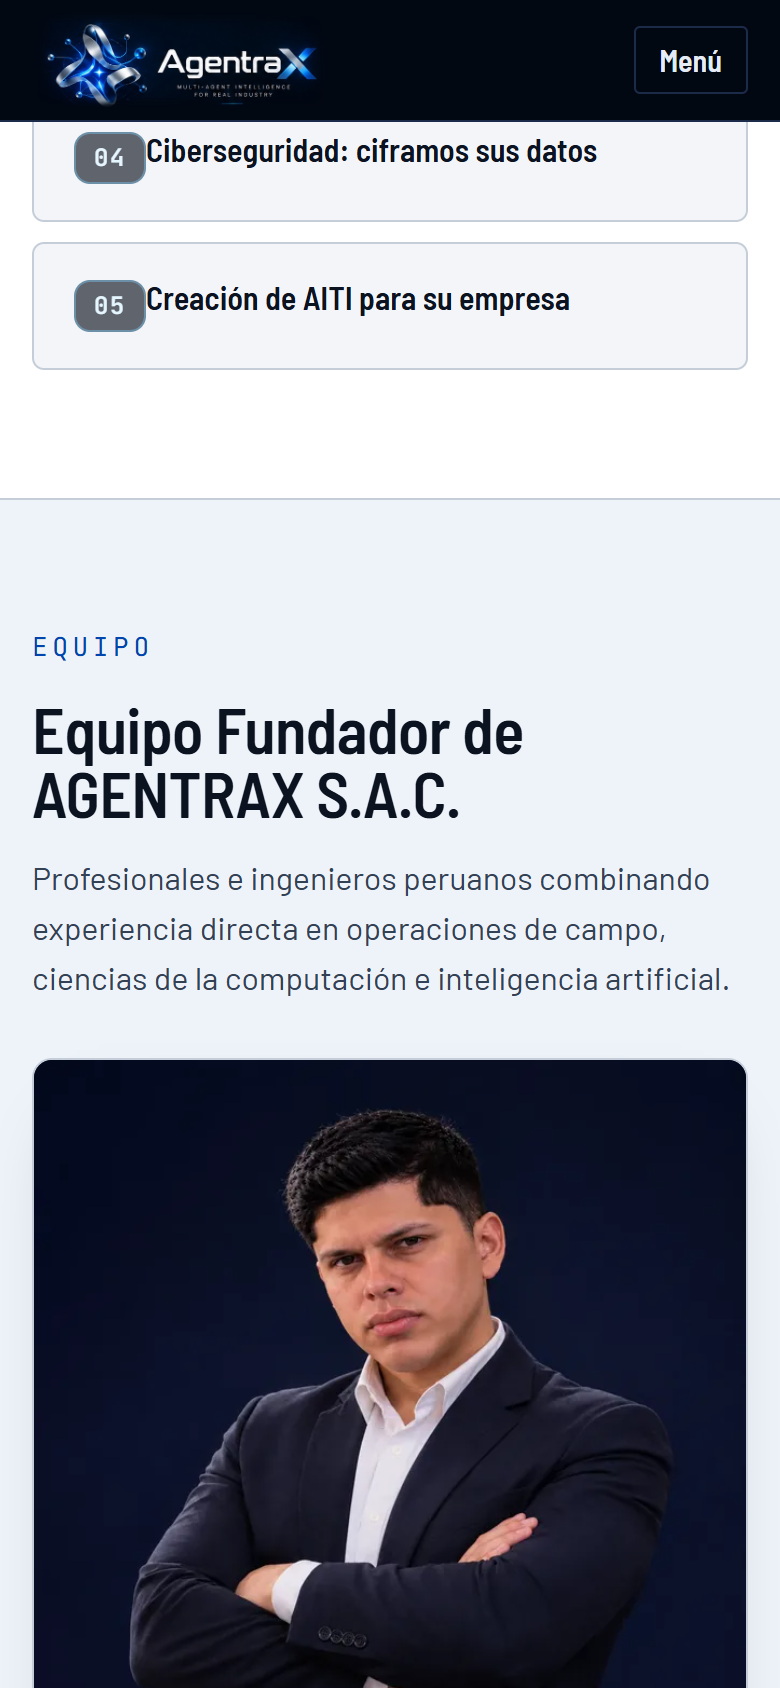 AgentraX
MULTI-AGENT INTELLIGENCE
FOR REAL INDUSTRY
Menú
04
Ciberseguridad: ciframos sus datos
05
Creación de AITI para su empresa
EQUIPO
Equipo Fundador de
AGENTRAX S.A.C.
Profesionales e ingenieros peruanos combinando
experiencia directa en operaciones de campo,
ciencias de la computación e inteligencia artificial.